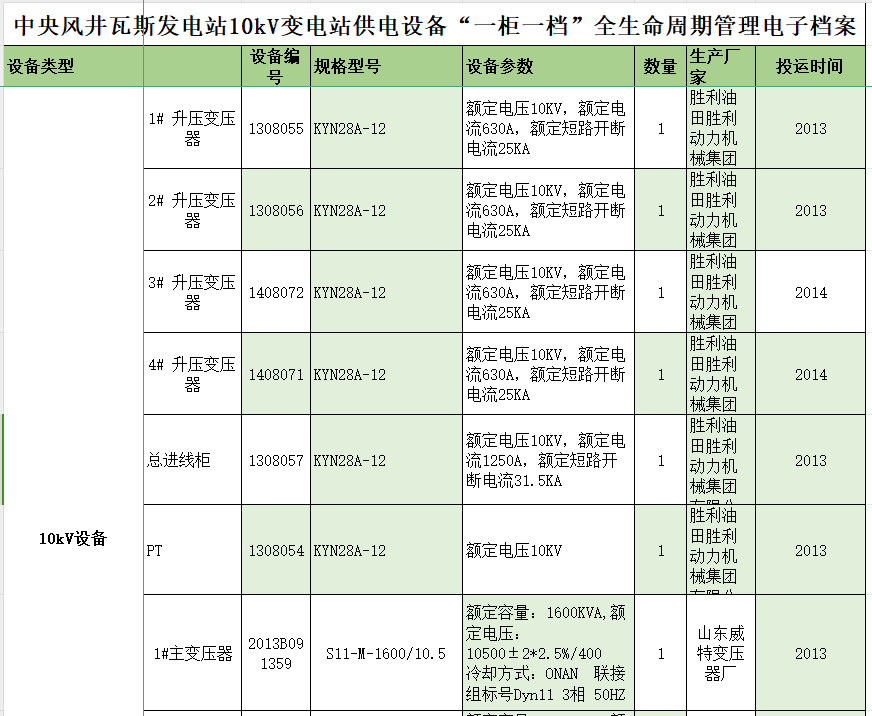 中央风井瓦斯发电站10kV变电站供电设备“一柜一档”全生命周期管理电子档案
设备类型 设备编号 规格型号 设备参数 数量 生产厂家 投运时间
10kV设备
1# 升压变压器 1308055 KYN28A-12 额定电压10KV，额定电流630A，额定短路开断电流25KA 1 胜利油田胜利动力机械集团 2013
2# 升压变压器 1308056 KYN28A-12 额定电压10KV，额定电流630A，额定短路开断电流25KA 1 胜利油田胜利动力机械集团 2013
3# 升压变压器 1408072 KYN28A-12 额定电压10KV，额定电流630A，额定短路开断电流25KA 1 胜利油田胜利动力机械集团 2014
4# 升压变压器 1408071 KYN28A-12 额定电压10KV，额定电流630A，额定短路开断电流25KA 1 胜利油田胜利动力机械集团 2014
总进线柜 1308057 KYN28A-12 额定电压10KV，额定电流1250A，额定短路开断电流31.5KA 1 胜利油田胜利动力机械集团 2013
PT 1308054 KYN28A-12 额定电压10KV 1 胜利油田胜利动力机械集团 2013
1#主变压器 2013B091359 S11-M-1600/10.5 额定容量：1600KVA,额定电压：10500±2*2.5%/400 冷却方式：ONAN 联接组标号Dyn11 3相 50HZ 1 山东威特变压器厂 2013